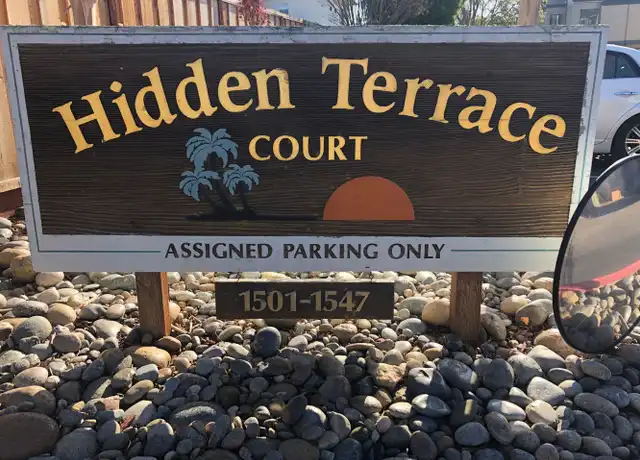 Hidden Terrace
COURT
ASSIGNED PARKING ONLY
1501-1547